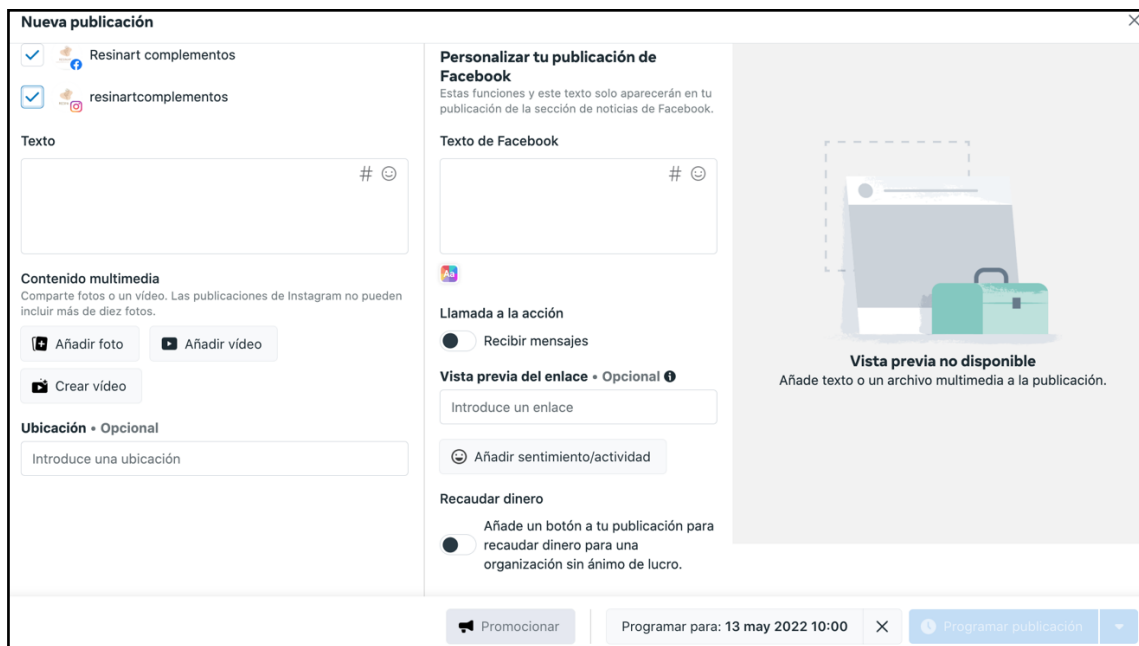 Nueva publicación
Resinart complementos
resinartcomplementos
Texto
#
Contenido multimedia
Comparte fotos o un vídeo. Las publicaciones de Instagram no pueden
incluir más de diez fotos.
Añadir foto
Añadir vídeo
Crear vídeo
Ubicación • Opcional
Introduce una ubicación
Personalizar tu publicación de
Facebook
Estas funciones y este texto solo aparecerán en tu
publicación de la sección de noticias de Facebook.
Texto de Facebook
#
Aa
Llamada a la acción
Recibir mensajes
Vista previa del enlace • Opcional
Introduce un enlace
Añadir sentimiento/actividad
Recaudar dinero
Añade un botón a tu publicación para
recaudar dinero para una
organización sin ánimo de lucro.
Vista previa no disponible
Añade texto o un archivo multimedia a la publicación.
Promocionar
Programar para: 13 may 2022 10:00
Programar publicación